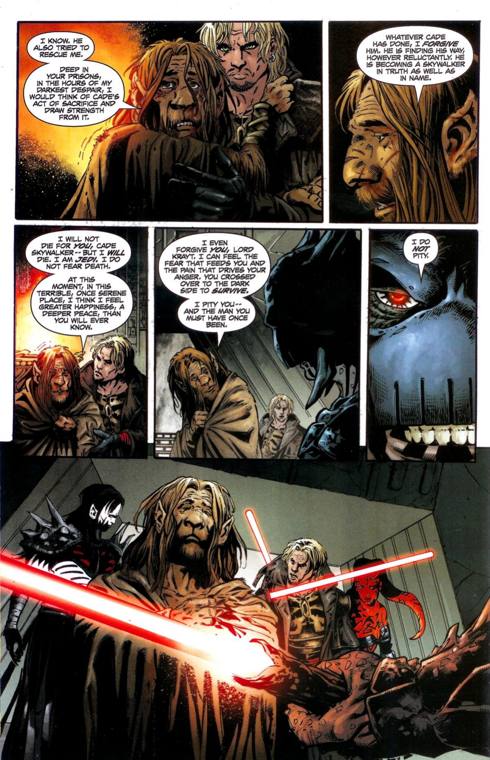 I KNOW. HE
ALSO TRIED TO
RESCUE ME.
DEEP IN
YOUR PRISONS,
IN THE HOURS OF MY
DARKEST DESPAIR, I
WOULD THINK OF CADE'S
ACT OF SACRIFICE AND
DRAW STRENGTH
FROM IT.
WHATEVER CADE
HAS DONE, I FORGIVE
HIM. HE IS FINDING HIS WAY,
HOWEVER RELUCTANTLY. HE
IS BECOMING A SKYWALKER
IN TRUTH AS WELL AS
IN NAME.
I WILL NOT
DIE FOR YOU, CADE
SKYWALKER -- BUT I WILL
DIE. I AM JEDI. I DO
NOT FEAR DEATH.
AT THIS
MOMENT, IN THIS
TERRIBLE, ONCE SERENE
PLACE, I THINK I FEEL
GREATER HAPPINESS, A
DEEPER PEACE, THAN
YOU WILL EVER
KNOW.
I EVEN
FORGIVE YOU, LORD
KRAYT. I CAN FEEL THE
FEAR THAT FEEDS YOU AND
THE PAIN THAT DRIVES YOUR
ANGER. YOU CROSSED
OVER TO THE DARK
SIDE TO SURVIVE.
I PITY YOU --
AND THE MAN YOU
MUST HAVE ONCE
BEEN.
I DO
NOT
PITY.